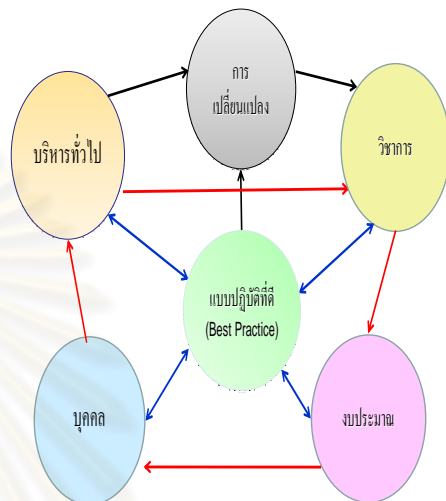 การ
เปลี่ยนแปลง
บริหารทั่วไป
วิชาการ
แบบปฏิบัติที่ดี
(Best Practice)
บุคคล
งบประมาณ